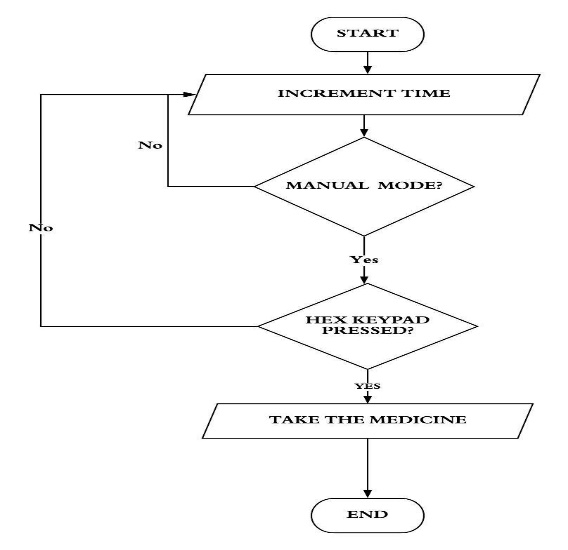 START
INCREMENT TIME
No
MANUAL MODE?
No
Yes
HEX KEYPAD
PRESSED?
YES
TAKE THE MEDICINE
END